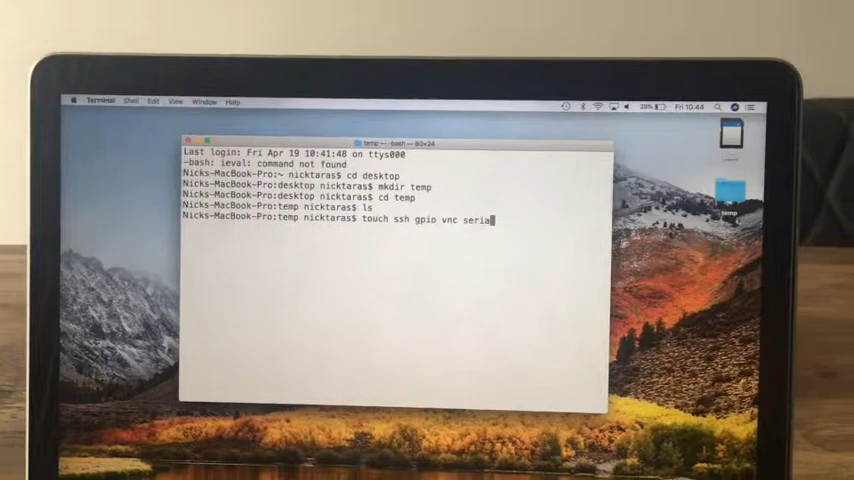 Terminal Shell Edit View Window Help 29% Fri 10:44
temp — -bash — 80×24
Last login: Fri Apr 19 10:41:48 on ttys000
-bash: ieval: command not found
Nicks-MacBook-Pro:~ nicktaras$ cd desktop
Nicks-MacBook-Pro:desktop nicktaras$ mkdir temp
Nicks-MacBook-Pro:desktop nicktaras$ cd temp
Nicks-MacBook-Pro:temp nicktaras$ ls
Nicks-MacBook-Pro:temp nicktaras$ touch ssh gpio vnc seria
temp